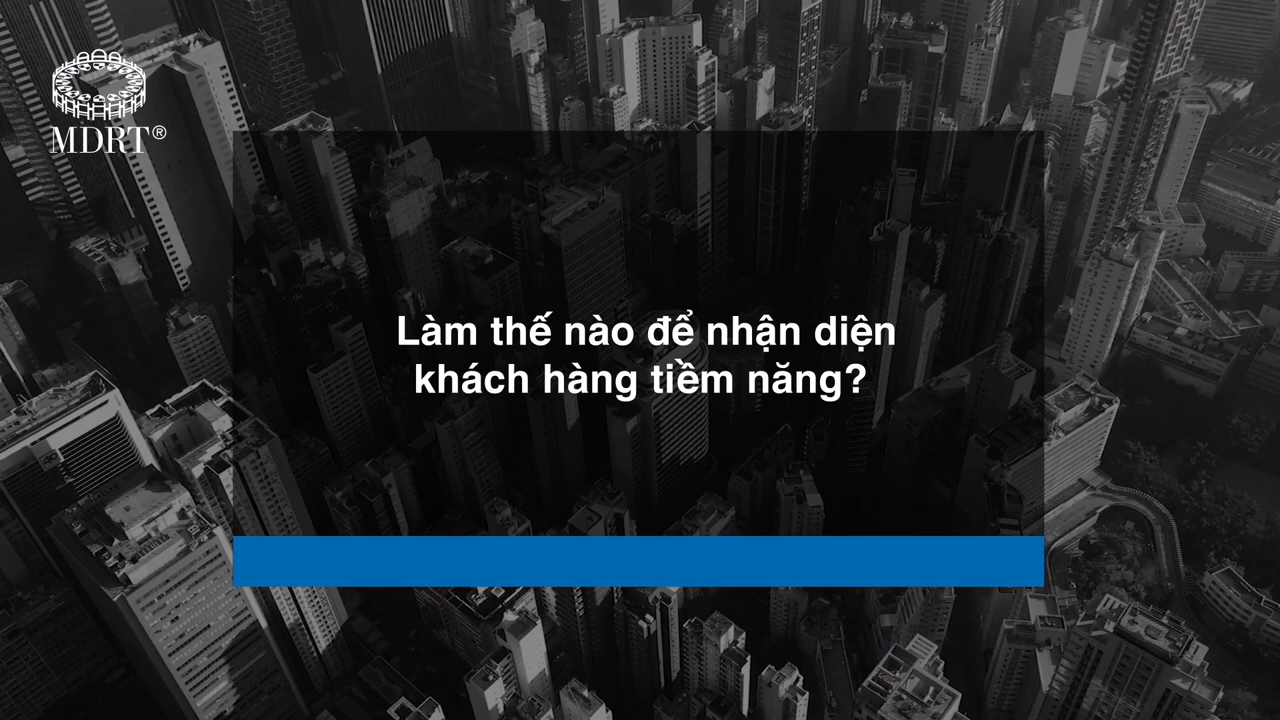 MDRT®
Làm thế nào để nhận diện
khách hàng tiềm năng?